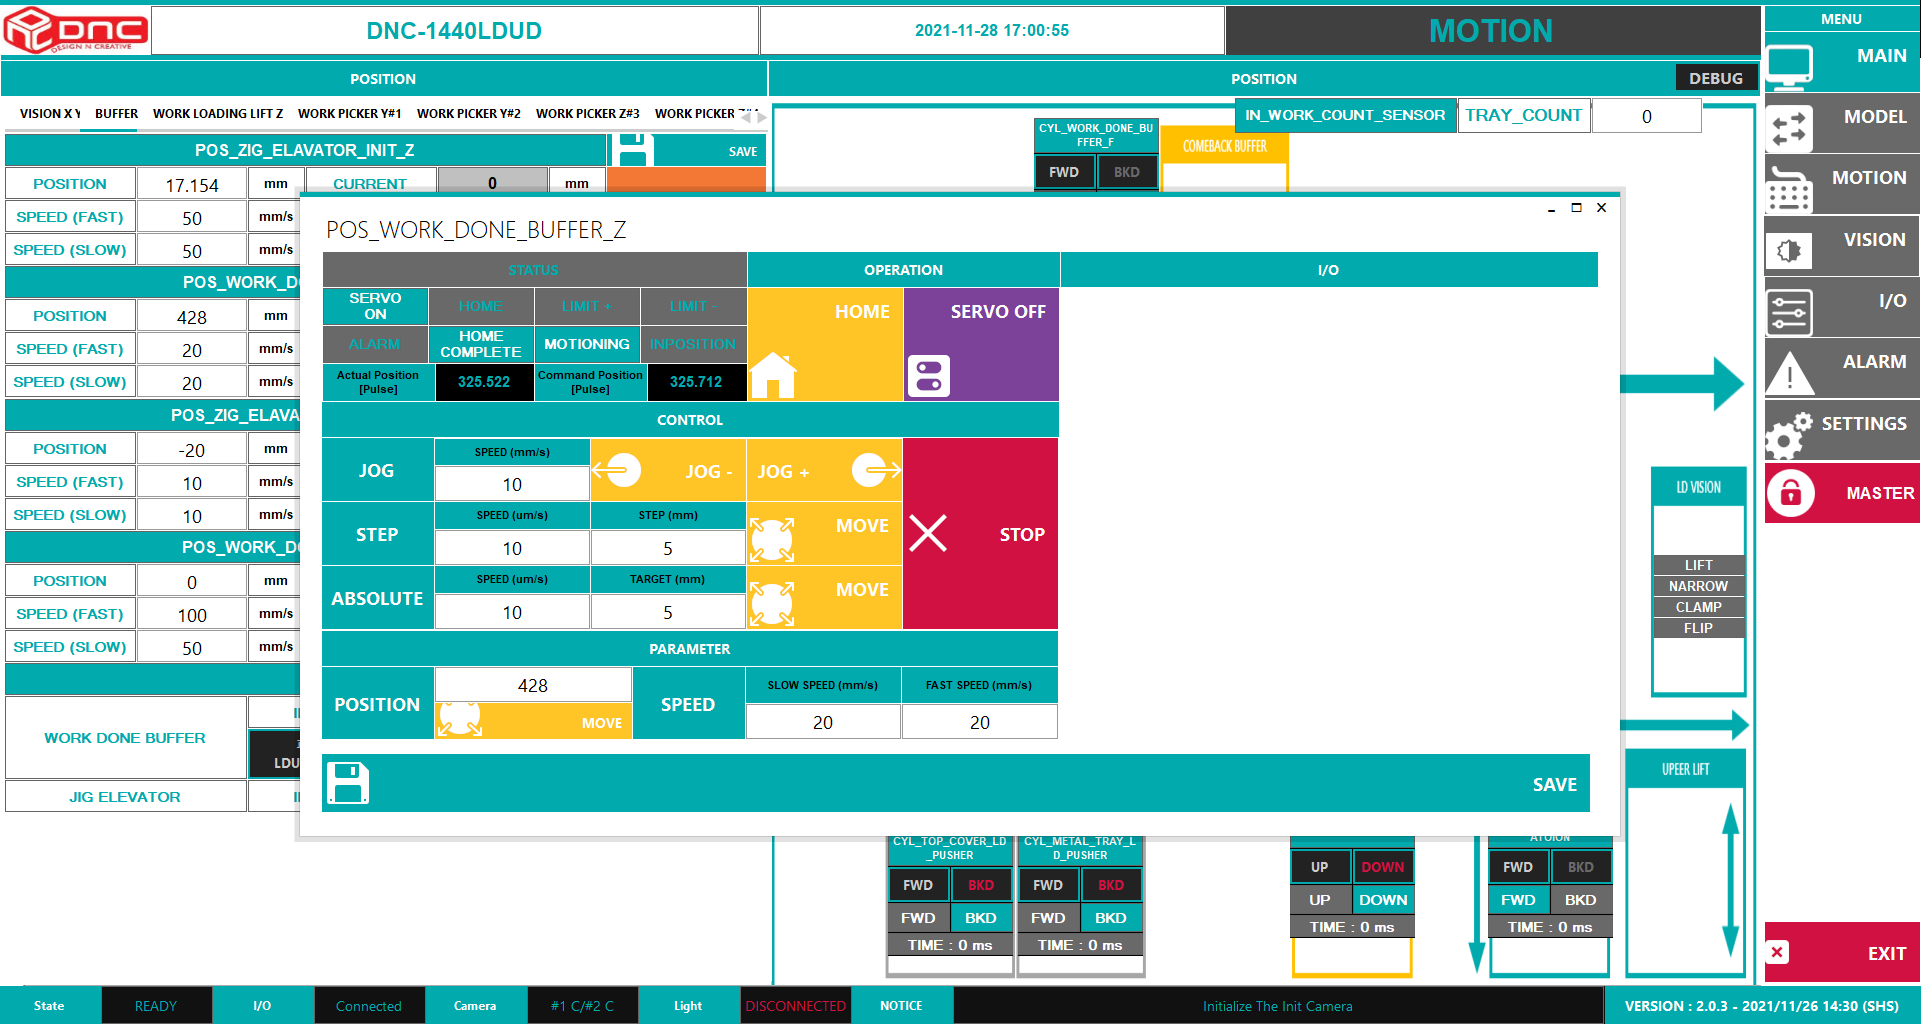 DNC
DESIGN N CREATIVE
DNC-1440LDUD
2021-11-28 17:00:55
MOTION
MENU
MAIN
MODEL
MOTION
VISION
I/O
ALARM
SETTINGS
MASTER
EXIT
POSITION
POSITION
DEBUG
VISION X Y
BUFFER
WORK LOADING LIFT Z
WORK PICKER Y#1
WORK PICKER Y#2
WORK PICKER Z#3
WORK PICKER
POS_ZIG_ELAVATOR_INIT_Z
SAVE
POSITION 17.154 mm CURRENT 0 mm
SPEED (FAST) 50 mm/s
SPEED (SLOW) 50 mm/s
POS_WORK_D
POSITION 428 mm
SPEED (FAST) 20 mm/s
SPEED (SLOW) 20 mm/s
POS_ZIG_ELAVA
POSITION -20 mm
SPEED (FAST) 10 mm/s
SPEED (SLOW) 10 mm/s
POS_WORK_D
POSITION 0 mm
SPEED (FAST) 100 mm/s
SPEED (SLOW) 50 mm/s
WORK DONE BUFFER
LDU
JIG ELEVATOR
CYL_WORK_DONE_BU
FFER_F
FWD BKD
COMEBACK BUFFER
IN_WORK_COUNT_SENSOR
TRAY_COUNT
0
POS_WORK_DONE_BUFFER_Z
STATUS
OPERATION
I/O
SERVO
ON
HOME
LIMIT +
LIMIT -
ALARM
HOME
COMPLETE
MOTIONING
INPOSITION
Actual Position
[Pulse]
325.522
Command Position
[Pulse]
325.712
HOME
SERVO OFF
CONTROL
JOG
SPEED (mm/s)
10
JOG -
JOG +
STEP
SPEED (um/s)
10
STEP (mm)
5
MOVE
STOP
ABSOLUTE
SPEED (um/s)
10
TARGET (mm)
5
MOVE
PARAMETER
POSITION
428
MOVE
SPEED
SLOW SPEED (mm/s)
20
FAST SPEED (mm/s)
20
SAVE
LD VISION
LIFT
NARROW
CLAMP
FLIP
UPEER LIFT
CYL_TOP_COVER_LD
_PUSHER
FWD BKD
FWD BKD
TIME : 0 ms
CYL_METAL_TRAY_L
D_PUSHER
FWD BKD
FWD BKD
TIME : 0 ms
UP DOWN
UP DOWN
TIME : 0 ms
FWD BKD
FWD BKD
TIME : 0 ms
State
READY
I/O
Connected
Camera
#1 C/#2 C
Light
DISCONNECTED
NOTICE
Initialize The Init Camera
VERSION : 2.0.3 - 2021/11/26 14:30 (SHS)